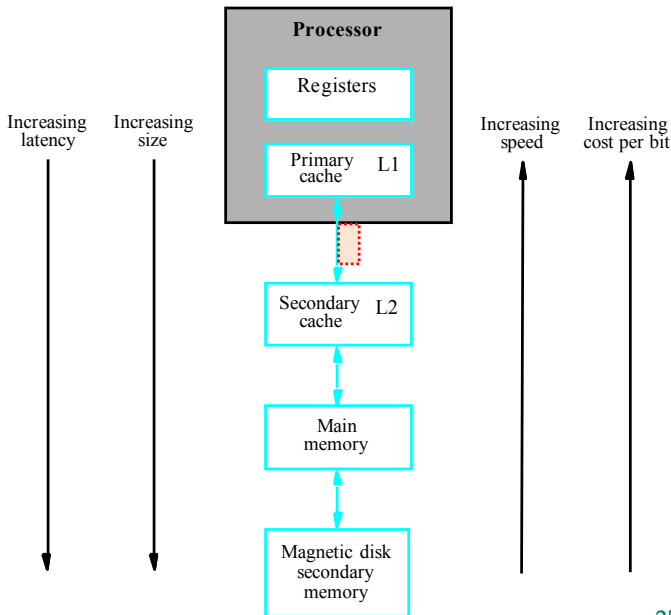 Processor
Registers
Increasing
latency
Increasing
size
Increasing
speed
Increasing
cost per bit
Primary
cache
L1
Secondary
cache
L2
Main
memory
Magnetic disk
secondary
memory